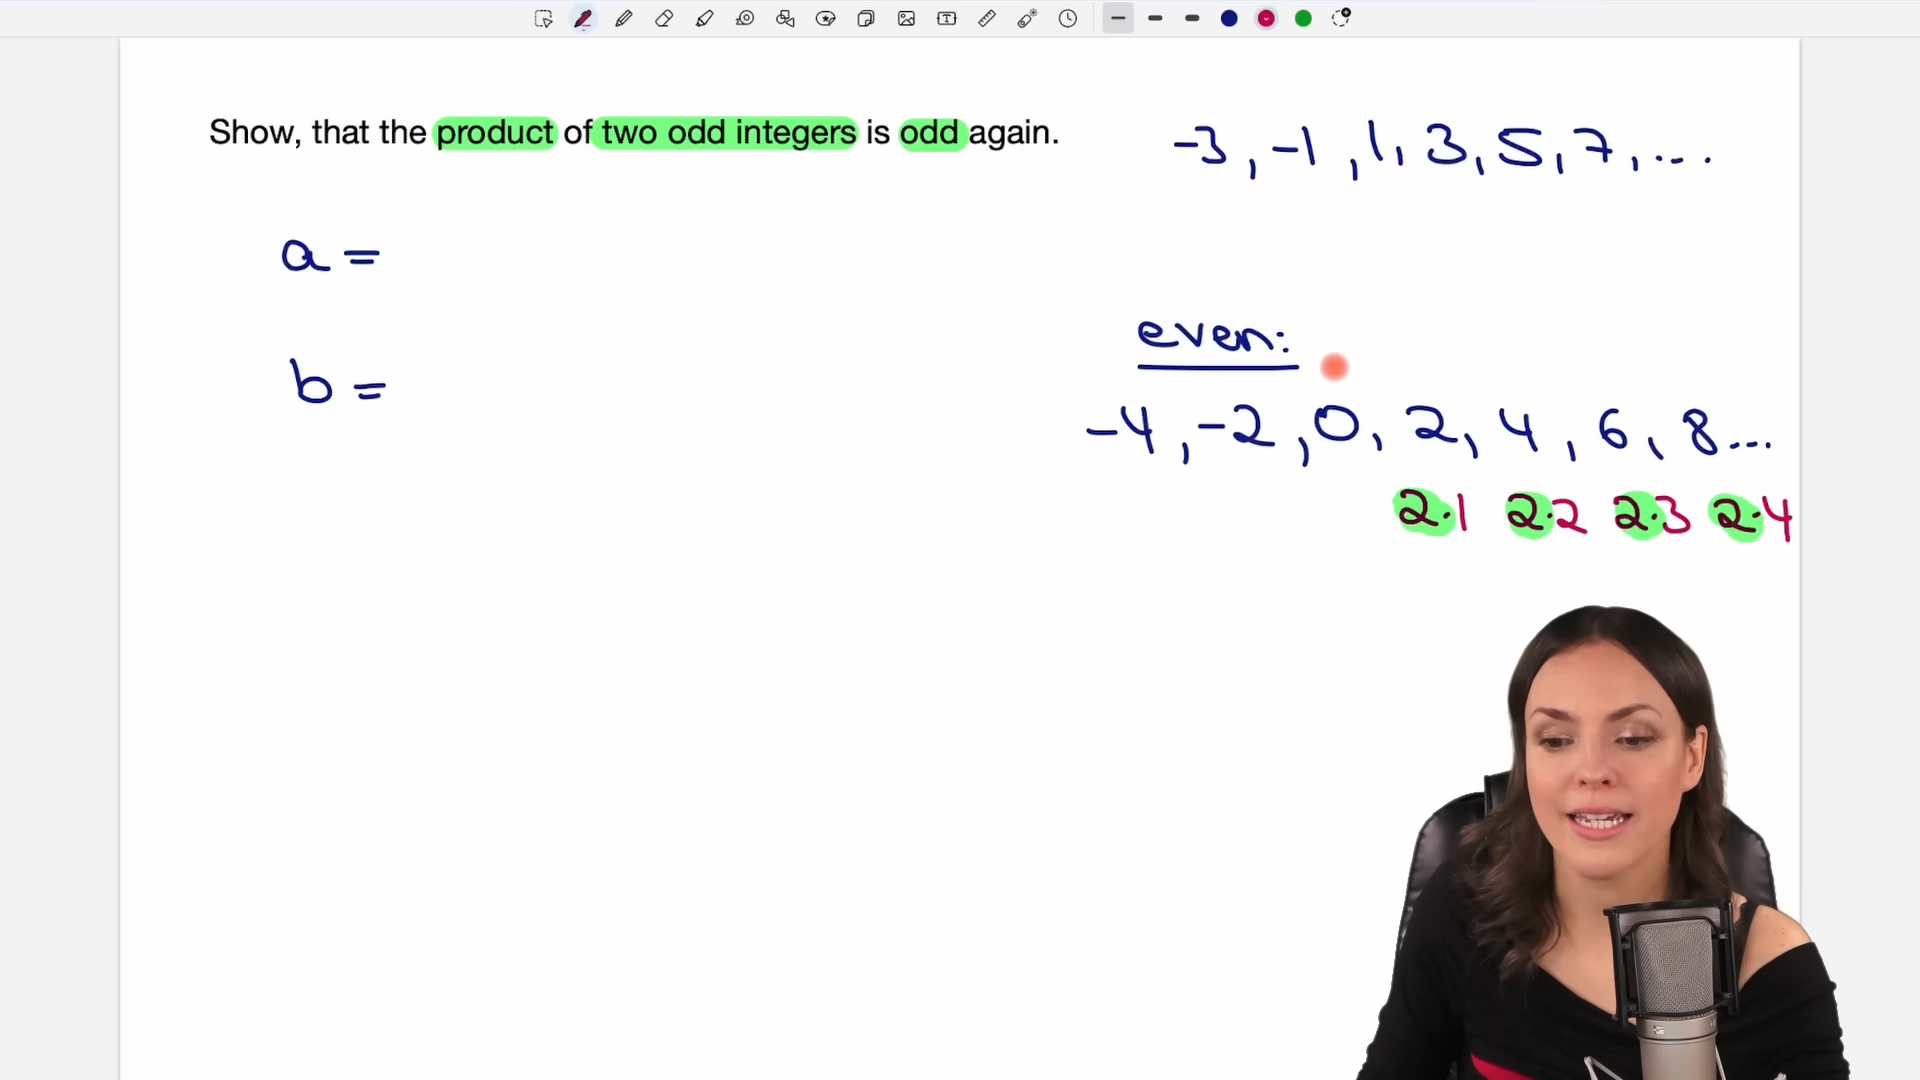 Show, that the product of two odd integers is odd again.
-3, -1, 1, 3, 5, 7, ...
a =
even:
b =
-4, -2, 0, 2, 4, 6, 8...
2·1 2·2 2·3 2·4